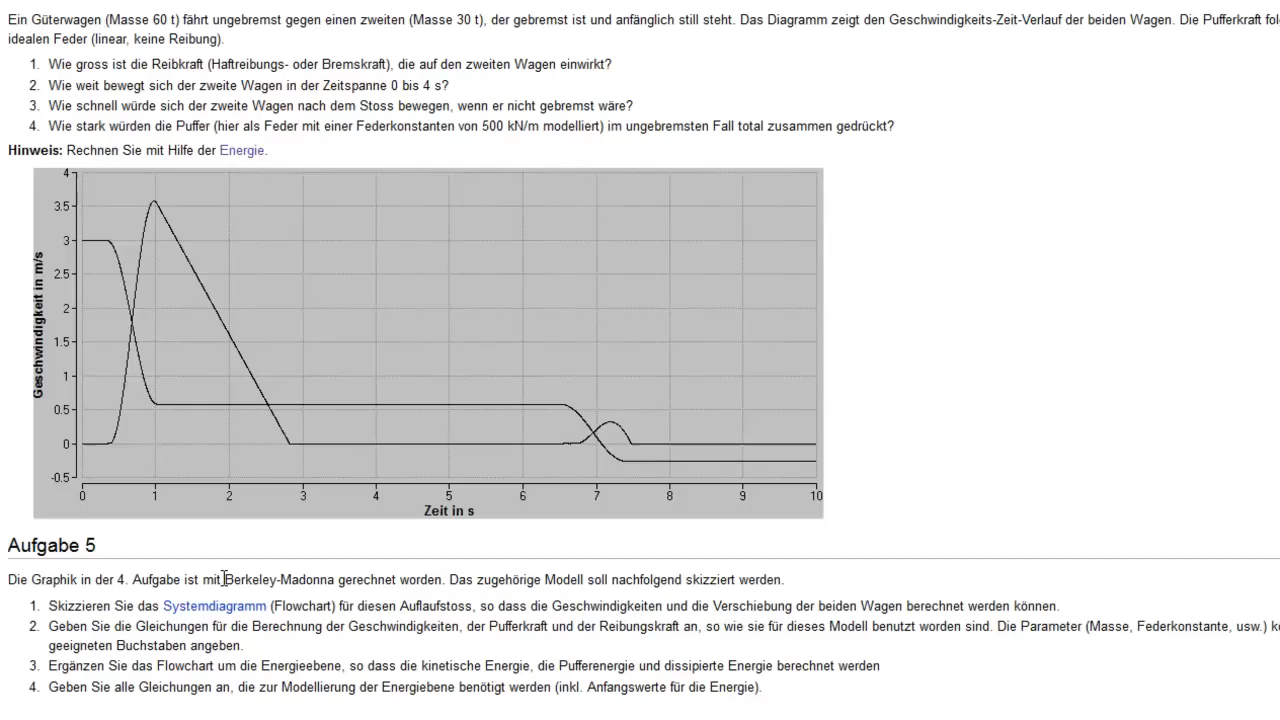 Ein Güterwagen (Masse 60 t) fährt ungebremst gegen einen zweiten (Masse 30 t), der gebremst ist und anfänglich still steht. Das Diagramm zeigt den Geschwindigkeits-Zeit-Verlauf der beiden Wagen. Die Pufferkraft fol
idealen Feder (linear, keine Reibung).
1. Wie gross ist die Reibkraft (Haftreibungs- oder Bremskraft), die auf den zweiten Wagen einwirkt?
2. Wie weit bewegt sich der zweite Wagen in der Zeitspanne 0 bis 4 s?
3. Wie schnell würde sich der zweite Wagen nach dem Stoss bewegen, wenn er nicht gebremst wäre?
4. Wie stark würden die Puffer (hier als Feder mit einer Federkonstanten von 500 kN/m modelliert) im ungebremsten Fall total zusammen gedrückt?
Hinweis: Rechnen Sie mit Hilfe der Energie.
4
3.5
3
2.5
2
1.5
1
0.5
0
-0.5
Geschwindigkeit in m/s
0 1 2 3 4 5 6 7 8 9 10
Zeit in s
Aufgabe 5
Die Graphik in der 4. Aufgabe ist mit Berkeley-Madonna gerechnet worden. Das zugehörige Modell soll nachfolgend skizziert werden.
1. Skizzieren Sie das Systemdiagramm (Flowchart) für diesen Auflaufstoss, so dass die Geschwindigkeiten und die Verschiebung der beiden Wagen berechnet werden können.
2. Geben Sie die Gleichungen für die Berechnung der Geschwindigkeiten, der Pufferkraft und der Reibungskraft an, so wie sie für dieses Modell benutzt worden sind. Die Parameter (Masse, Federkonstante, usw.) k
geeigneten Buchstaben angeben.
3. Ergänzen Sie das Flowchart um die Energieebene, so dass die kinetische Energie, die Pufferenergie und dissipierte Energie berechnet werden
4. Geben Sie alle Gleichungen an, die zur Modellierung der Energiebene benötigt werden (inkl. Anfangswerte für die Energie).